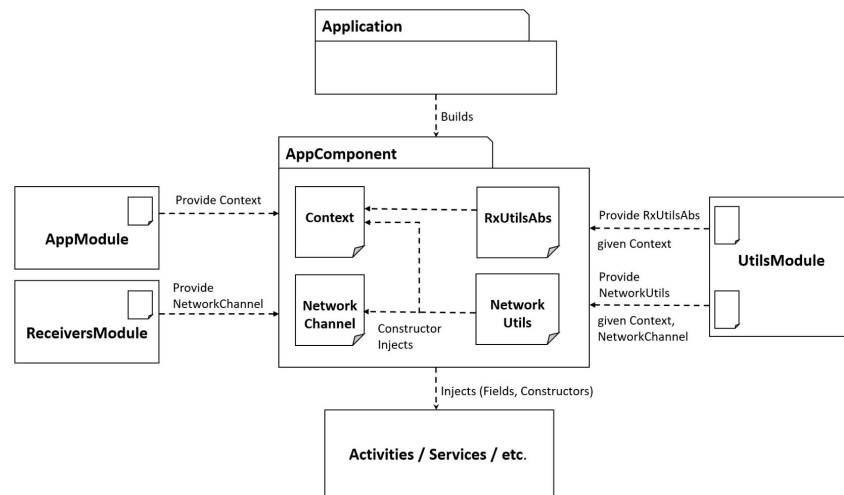 Application
Builds
AppComponent
Provide Context
AppModule
Context
RxUtilsAbs
Provide RxUtilsAbs
given Context
UtilsModule
Provide
NetworkChannel
ReceiversModule
Network
Channel
Constructor
Injects
Network
Utils
Provide
NetworkUtils
given Context,
NetworkChannel
Injects (Fields, Constructors)
Activities / Services / etc.